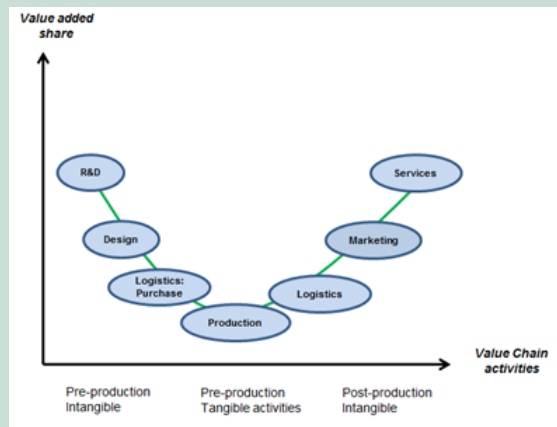 Value added
share
R&D
Services
Design
Marketing
Logistics:
Purchase
Logistics
Production
Value Chain
activities
Pre-production
Intangible
Pre-production
Tangible activities
Post-production
Intangible